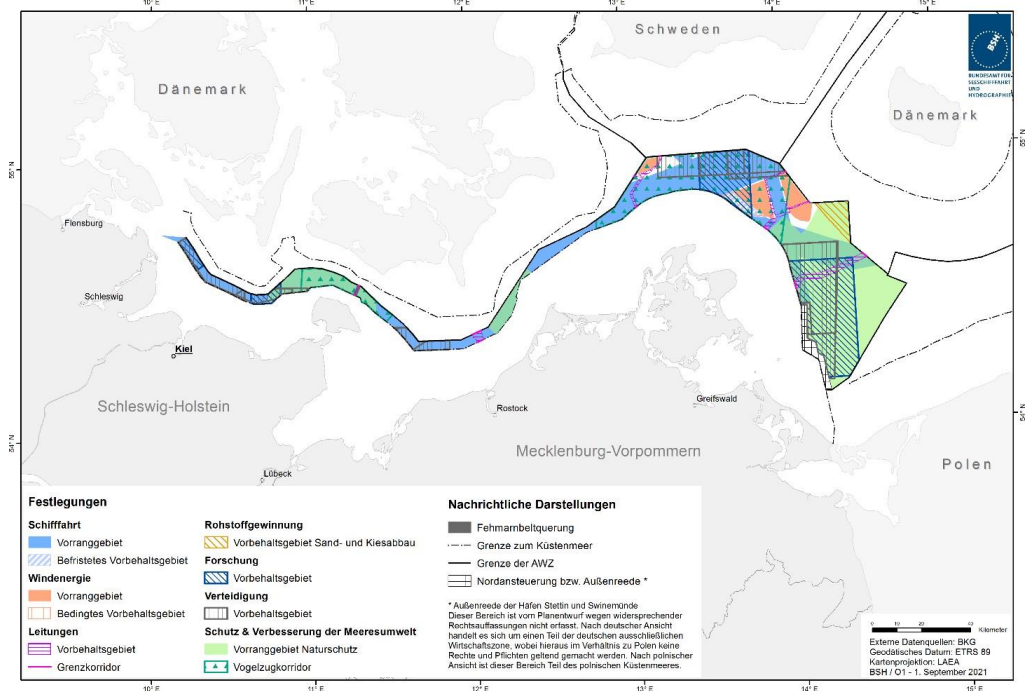 10° E 11° E 12° E 13° E 14° E 15° E
Schweden
BSH
BUNDESAMT FÜR
SEESCHIFFFAHRT
UND
HYDROGRAPHIE
Dänemark
Dänemark
55° N
55° N
Flensburg
Schleswig
Kiel
Schleswig-Holstein
Rostock
Greifswald
54° N
54° N
Mecklenburg-Vorpommern
Polen
Lübeck
Festlegungen
Schifffahrt
Vorranggebiet
Befristetes Vorbehaltsgebiet
Windenergie
Vorranggebiet
Bedingtes Vorbehaltsgebiet
Leitungen
Vorbehaltsgebiet
Grenzkorridor
Rohstoffgewinnung
Vorbehaltsgebiet Sand- und Kiesabbau
Forschung
Vorbehaltsgebiet
Verteidigung
Vorbehaltsgebiet
Schutz & Verbesserung der Meeresumwelt
Vorranggebiet Naturschutz
Vogelzugkorridor
Nachrichtliche Darstellungen
Fehmarnbeltquerung
Grenze zum Küstenmeer
Grenze der AWZ
Nordansteuerung bzw. Außenreede *
* Außenreede der Häfen Stettin und Swinemünde
Dieser Bereich ist vom Planentwurf wegen widersprechender
Rechtsauffassungen nicht erfasst. Nach deutscher Ansicht
handelt es sich um einen Teil der deutschen ausschließlichen
Wirtschaftszone, wobei hieraus im Verhältnis zu Polen keine
Rechte und Pflichten geltend gemacht werden. Nach polnischer
Ansicht ist dieser Bereich Teil des polnischen Küstenmeeres.
Kilometer
Externe Datenquellen: BKG
Geodätisches Datum: ETRS 89
Kartenprojektion: LAEA
BSH / O1 - 1. September 2021
10° E 11° E 12° E 13° E 14° E 15° E